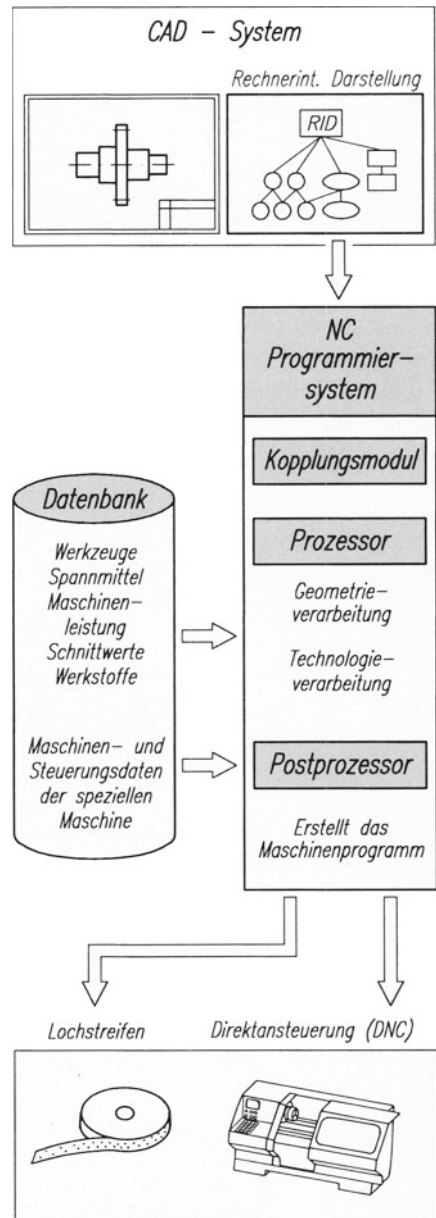 CAD - System
Rechnerint. Darstellung
RID
NC
Programmier-
system
Kopplungsmodul
Prozessor
Geometrie-
verarbeitung
Technologie-
verarbeitung
Postprozessor
Erstellt das
Maschinenprogramm
Datenbank
Werkzeuge
Spannmittel
Maschinen-
leistung
Schnittwerte
Werkstoffe
Maschinen- und
Steuerungsdaten
der speziellen
Maschine
Lochstreifen
Direktansteuerung (DNC)